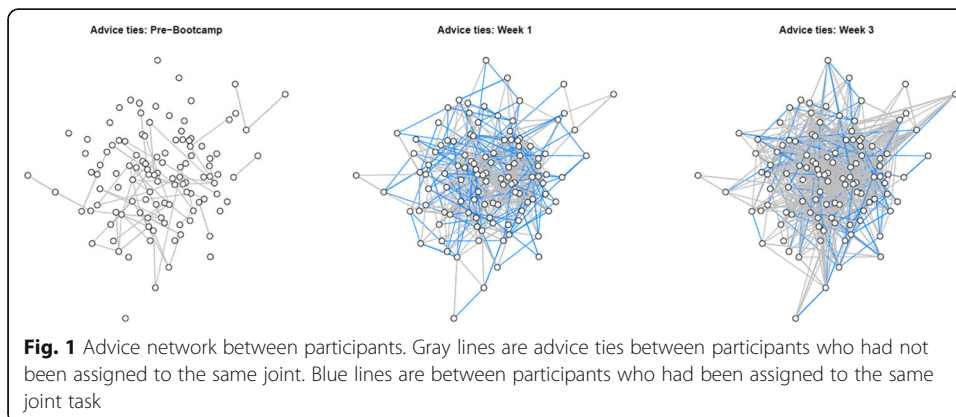 Advice ties: Pre-Bootcamp
Advice ties: Week 1
Advice ties: Week 3
Fig. 1 Advice network between participants. Gray lines are advice ties between participants who had not
been assigned to the same joint. Blue lines are between participants who had been assigned to the same
joint task